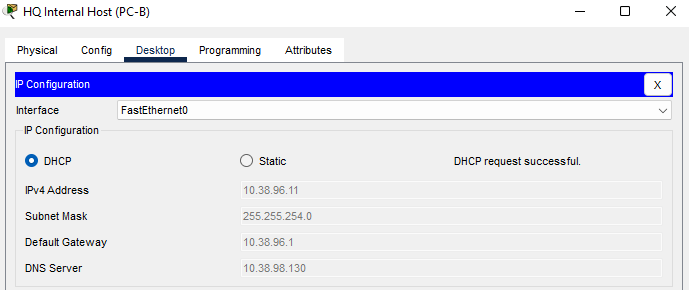 HQ Internal Host (PC-B)
Physical Config Desktop Programming Attributes
IP Configuration X
Interface FastEthernet0
IP Configuration
DHCP Static DHCP request successful.
IPv4 Address 10.38.96.11
Subnet Mask 255.255.254.0
Default Gateway 10.38.96.1
DNS Server 10.38.98.130